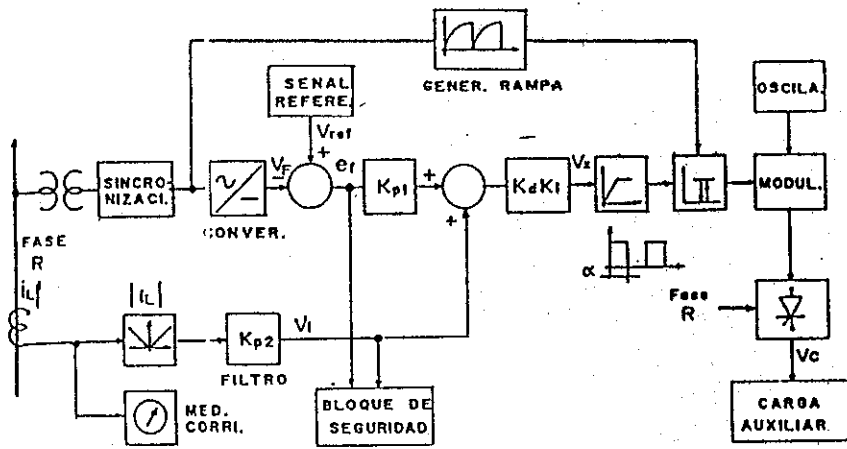 GENER. RAMPA
SENAL
REFERE.
OSCILA.
Vref
+
SINCRO
NIZACI.
VF
-
ef
Kp1
+
+
KdKI
Vx
MODUL.
CONVER.
FASE
R
α
iL
|IL|
Kp2
VI
FILTRO
Fase
R
Vc
MED.
CORRI.
BLOQUE DE
SEGURIDAD
CARGA
AUXILIAR.